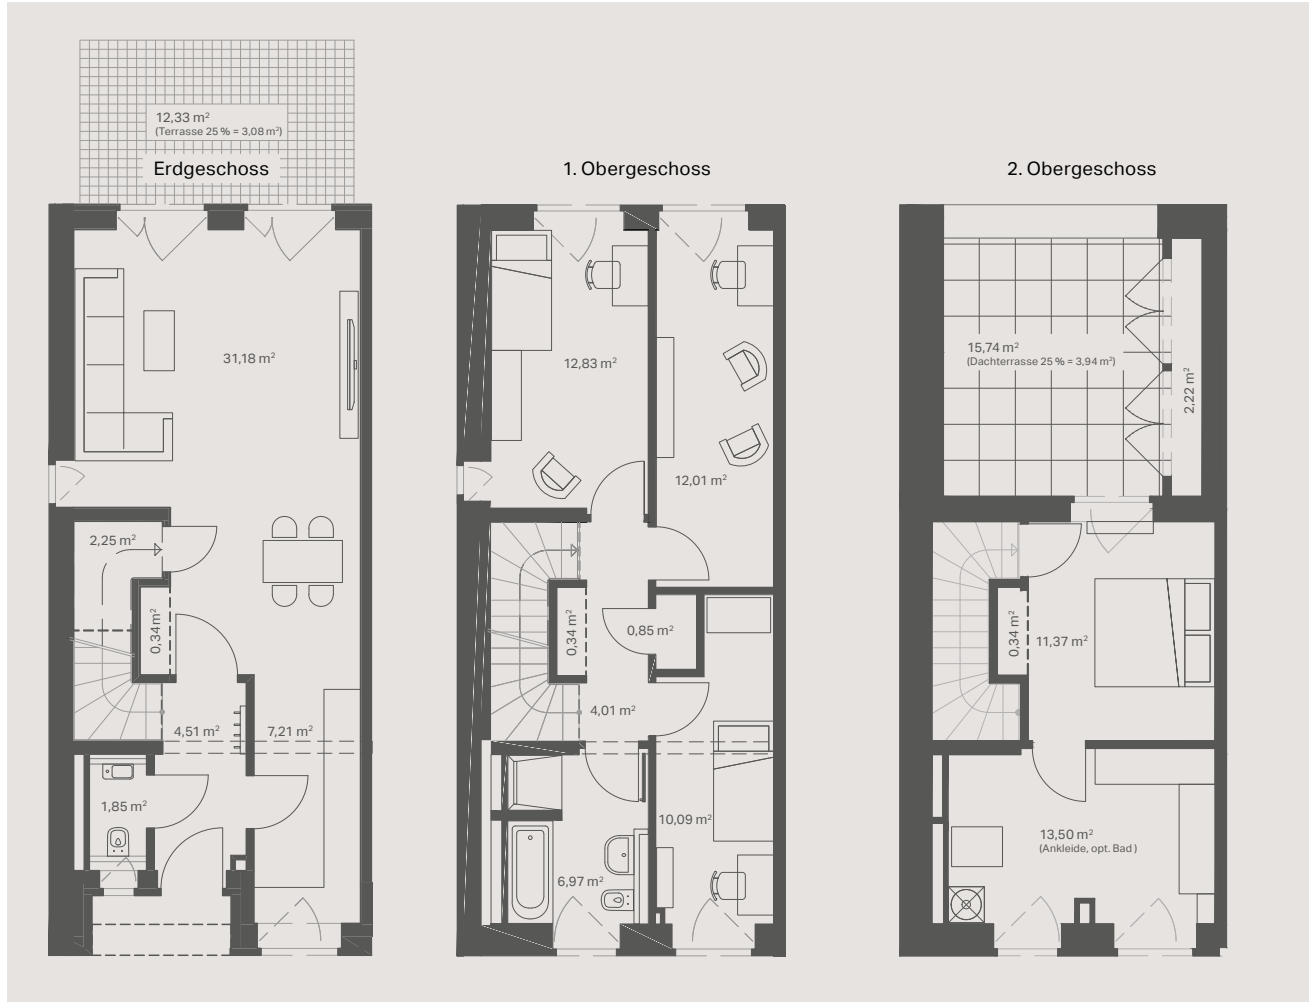 12,33 m²
(Terrasse 25 % = 3,08 m²)
Erdgeschoss
31,18 m²
2,25 m²
0,34 m²
4,51 m²
7,21 m²
1,85 m²
1. Obergeschoss
12,83 m²
12,01 m²
0,34 m²
0,85 m²
4,01 m²
10,09 m²
6,97 m²
2. Obergeschoss
15,74 m²
(Dachterrasse 25 % = 3,94 m²)
2,22 m²
0,34 m²
11,37 m²
13,50 m²
(Ankleide, opt. Bad )